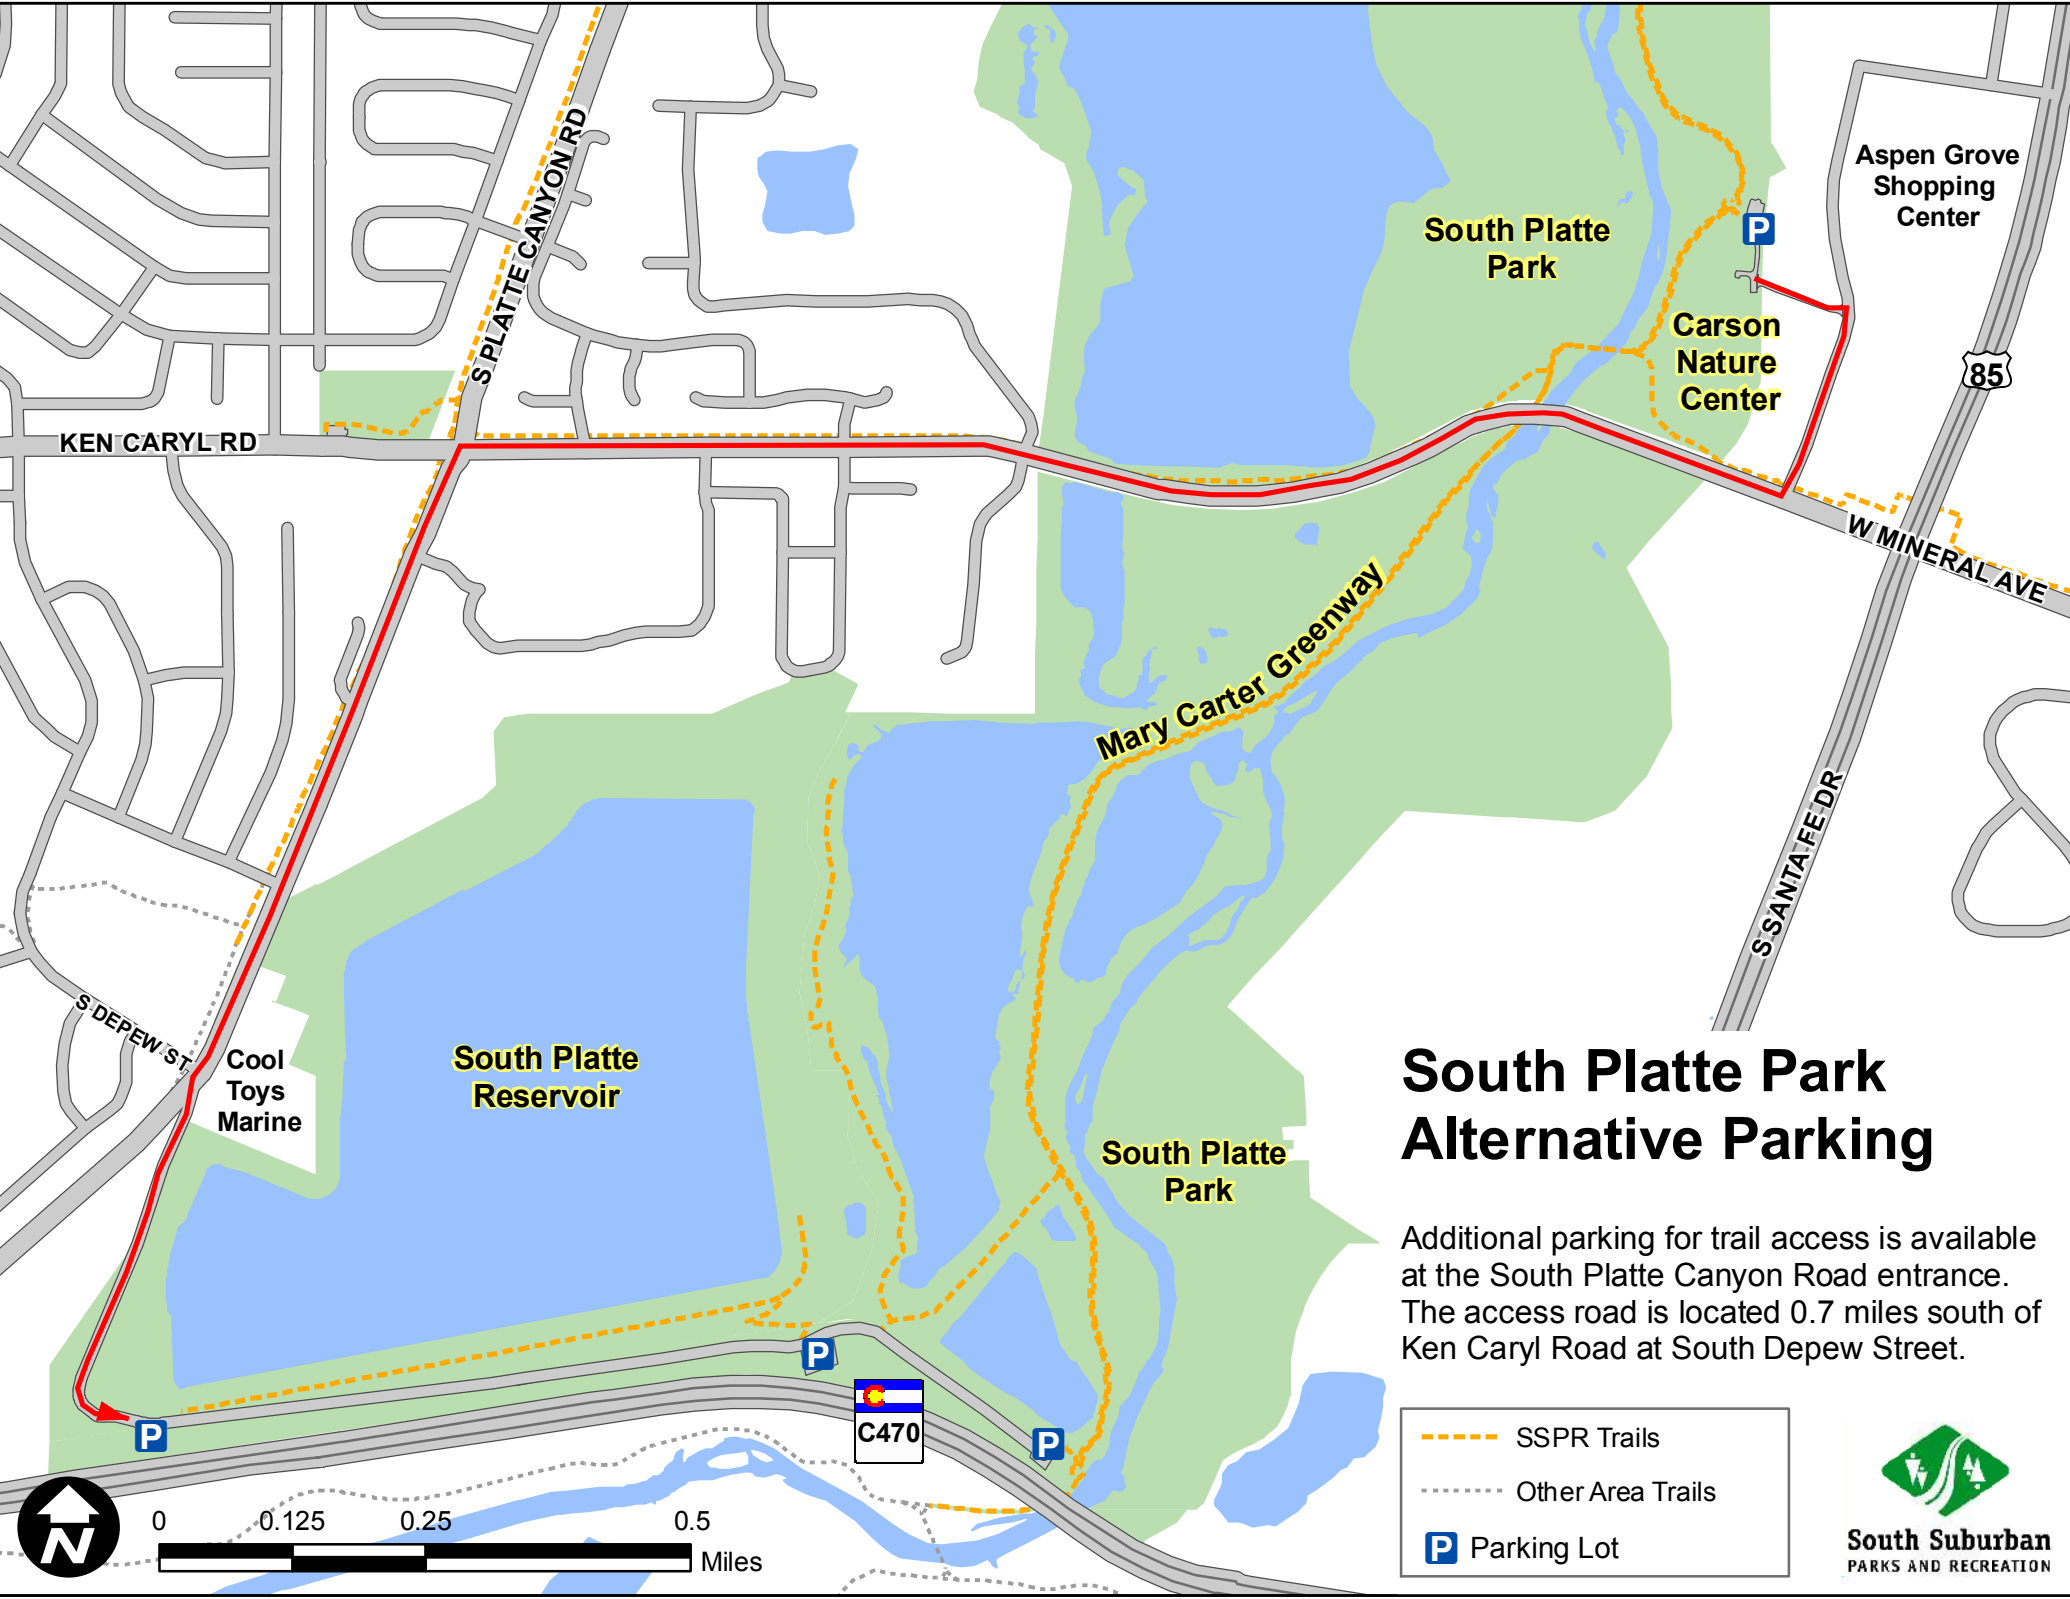 S PLATTE CANYON RD
Aspen Grove
Shopping
Center
South Platte
Park
P
Carson
Nature
Center
85
KEN CARYL RD
W MINERAL AVE
Mary Carter Greenway
S SANTA FE DR
S DEPEW ST
Cool
Toys
Marine
South Platte
Reservoir
South Platte
Park
South Platte Park
Alternative Parking
Additional parking for trail access is available
at the South Platte Canyon Road entrance.
The access road is located 0.7 miles south of
Ken Caryl Road at South Depew Street.
P
C470
P
P
SSPR Trails
Other Area Trails
P Parking Lot
N
0 0.125 0.25 0.5
Miles
South Suburban
PARKS AND RECREATION